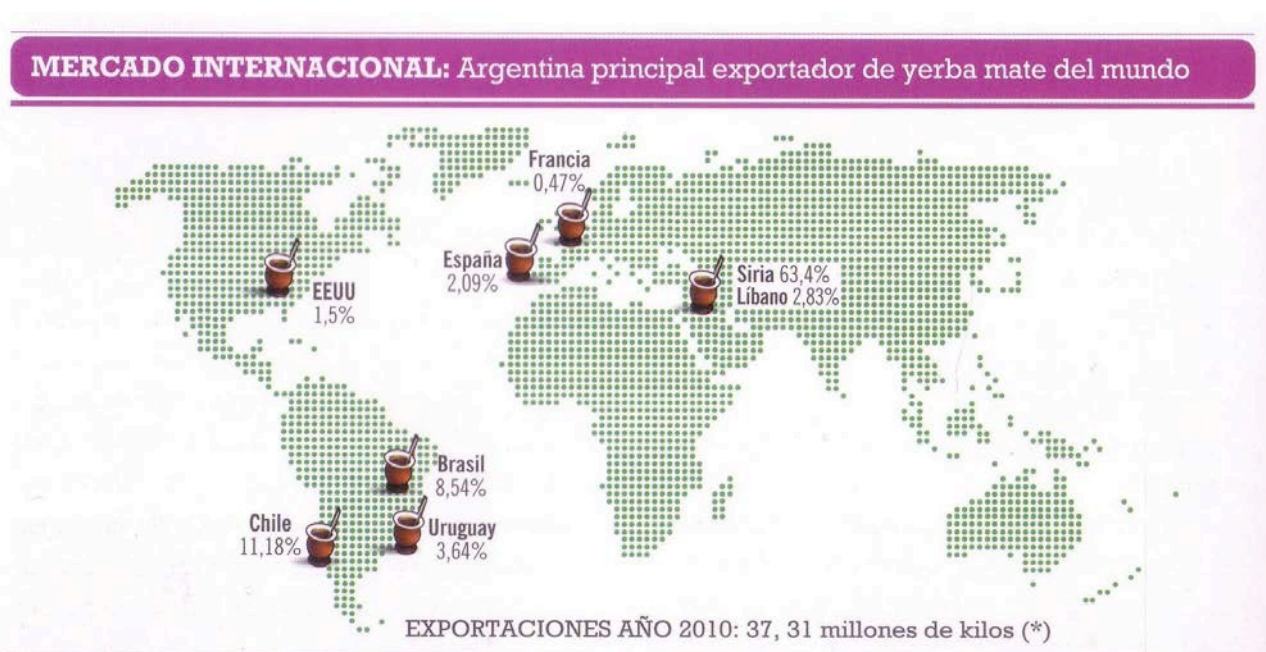 MERCADO INTERNACIONAL: Argentina principal exportador de yerba mate del mundo
Francia
0,47%
España
2,09%
Siria 63,4%
Líbano 2,83%
EEUU
1,5%
Brasil
8,54%
Chile
11,18%
Uruguay
3,64%
EXPORTACIONES AÑO 2010: 37, 31 millones de kilos (*)